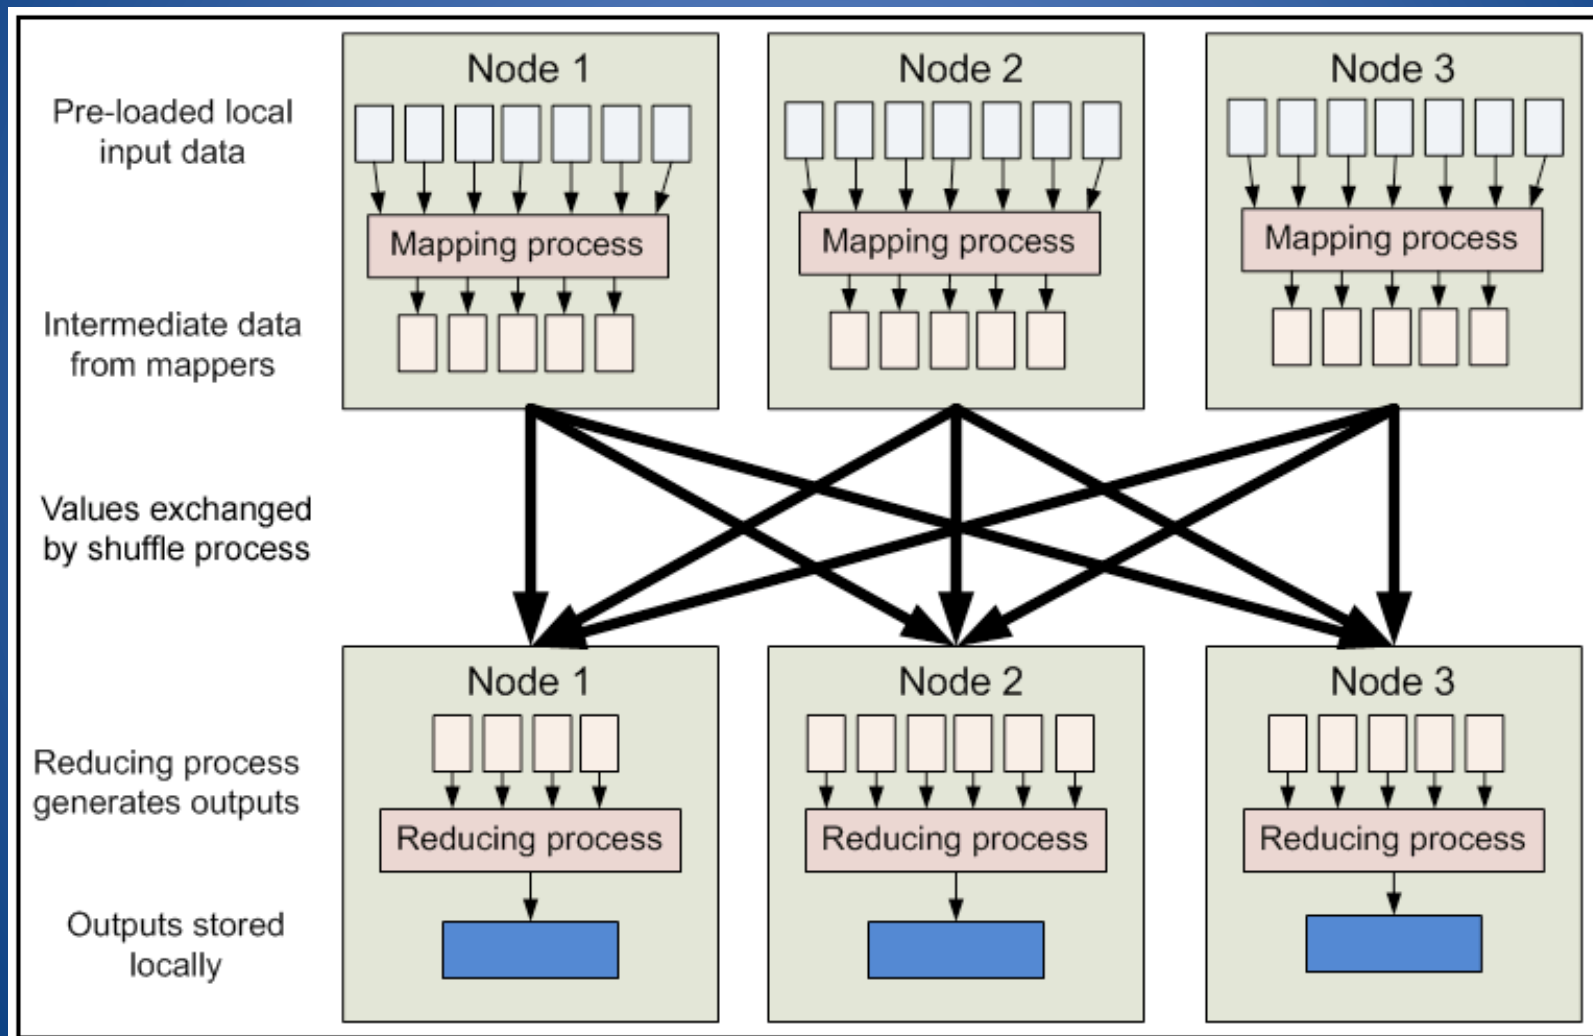 Node 1
Node 2
Node 3
Pre-loaded local
input data
Mapping process
Mapping process
Mapping process
Intermediate data
from mappers
Values exchanged
by shuffle process
Node 1
Node 2
Node 3
Reducing process
generates outputs
Reducing process
Reducing process
Reducing process
Outputs stored
locally